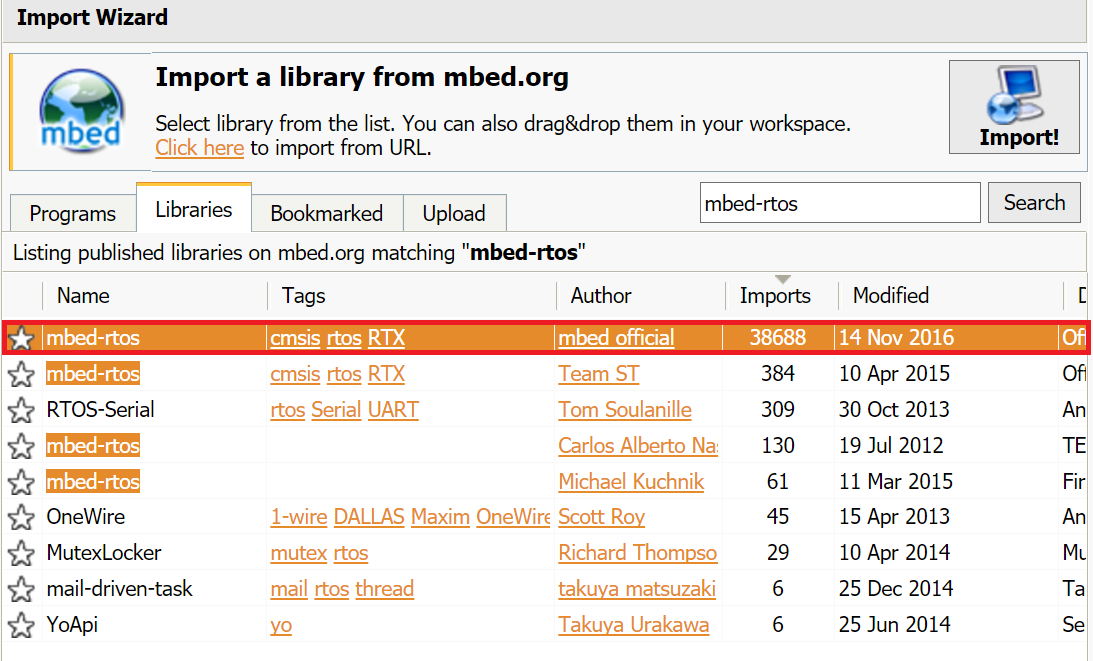 Import Wizard
Import a library from mbed.org
mbed
Select library from the list. You can also drag&drop them in your workspace.
Click here to import from URL.
Import!
Programs Libraries Bookmarked Upload mbed-rtos Search
Listing published libraries on mbed.org matching "mbed-rtos"
Name Tags Author Imports Modified D
mbed-rtos cmsis rtos RTX mbed official 38688 14 Nov 2016 Of
mbed-rtos cmsis rtos RTX Team ST 384 10 Apr 2015 Off
RTOS-Serial rtos Serial UART Tom Soulanille 309 30 Oct 2013 An
mbed-rtos Carlos Alberto Na 130 19 Jul 2012 TE
mbed-rtos Michael Kuchnik 61 11 Mar 2015 Fir
OneWire 1-wire DALLAS Maxim OneWire Scott Roy 45 15 Apr 2013 An
MutexLocker mutex rtos Richard Thompso 29 10 Apr 2014 Mu
mail-driven-task mail rtos thread takuya matsuzaki 6 25 Dec 2014 Ta
YoApi yo Takuya Urakawa 6 25 Jun 2014 Se